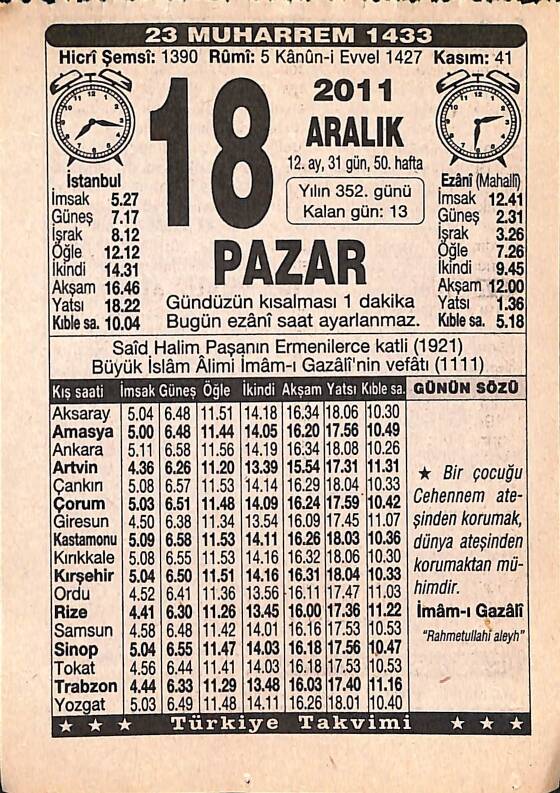 23 MUHARREM 1433
Hicrî Şemsî: 1390 Rûmî: 5 Kânûn-i Evvel 1427 Kasım: 41
18
2011
ARALIK
12. ay, 31 gün, 50. hafta
Yılın 352. günü
Kalan gün: 13
PAZAR
Gündüzün kısalması 1 dakika
Bugün ezânî saat ayarlanmaz.
İstanbul
İmsak 5.27
Güneş 7.17
İşrak 8.12
Öğle 12.12
İkindi 14.31
Akşam 16.46
Yatsı 18.22
Kıble sa. 10.04
Ezânî (Mahallî)
İmsak 12.41
Güneş 2.31
İşrak 3.26
Öğle 7.26
İkindi 9.45
Akşam 12.00
Yatsı 1.36
Kıble sa. 5.18
Saîd Halim Paşanın Ermenilerce katli (1921)
Büyük İslâm Âlimi İmâm-ı Gazâlî'nin vefâtı (1111)
Kış saati İmsak Güneş Öğle İkindi Akşam Yatsı Kıble sa.
Aksaray 5.04 6.48 11.51 14.18 16.34 18.06 10.30
Amasya 5.00 6.48 11.44 14.05 16.20 17.56 10.49
Ankara 5.11 6.58 11.56 14.19 16.34 18.08 10.26
Artvin 4.36 6.26 11.20 13.39 15.54 17.31 11.31
Çankırı 5.08 6.57 11.53 14.14 16.29 18.04 10.33
Çorum 5.03 6.51 11.48 14.09 16.24 17.59 10.42
Giresun 4.50 6.38 11.34 13.54 16.09 17.45 11.07
Kastamonu 5.09 6.58 11.53 14.11 16.26 18.03 10.36
Kırıkkale 5.08 6.55 11.53 14.16 16.32 18.06 10.30
Kırşehir 5.04 6.50 11.51 14.16 16.31 18.04 10.33
Ordu 4.52 6.41 11.36 13.56 16.11 17.47 11.03
Rize 4.41 6.30 11.26 13.45 16.00 17.36 11.22
Samsun 4.58 6.48 11.42 14.01 16.16 17.53 10.53
Sinop 5.04 6.55 11.47 14.03 16.18 17.56 10.47
Tokat 4.56 6.44 11.41 14.03 16.18 17.53 10.53
Trabzon 4.44 6.33 11.29 13.48 16.03 17.40 11.16
Yozgat 5.03 6.49 11.48 14.11 16.26 18.01 10.40
GÜNÜN SÖZÜ
★ Bir çocuğu
Cehennem ate-
şinden korumak,
dünya ateşinden
korumaktan mü-
himdir.
İmâm-ı Gazâlî
"Rahmetullahi aleyh"
★ ★ ★ Türkiye Takvimi ★ ★ ★